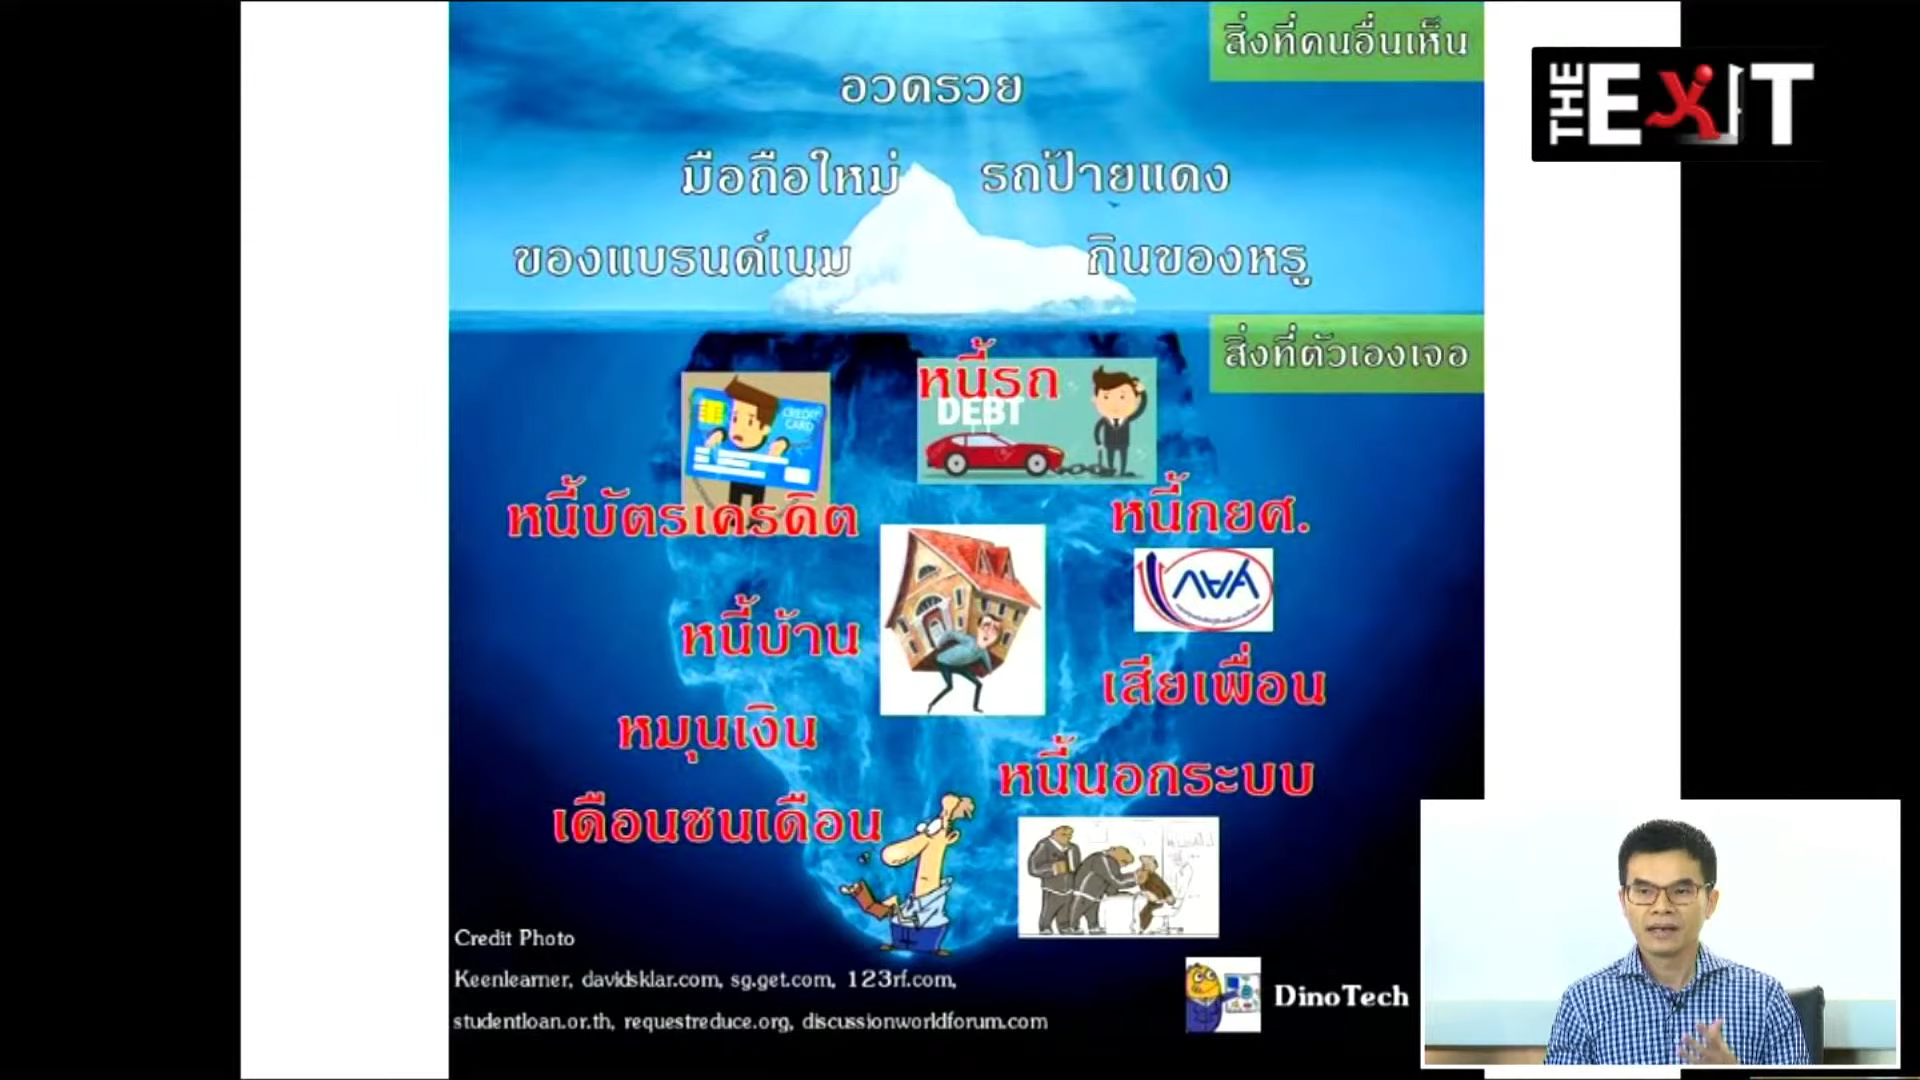 สิ่งที่คนอื่นเห็น
THE EXIT
อวดรวย
มือถือใหม่
รถป้ายแดง
ของแบรนด์เนม
กินของหรู
สิ่งที่ตัวเองเจอ
หนี้รถ
DEBT
CREDIT CARD
หนี้บัตรเครดิต
หนี้กยศ.
กยศ
หนี้บ้าน
เสียเพื่อน
หมุนเงิน
หนี้นอกระบบ
เดือนชนเดือน
Credit Photo
Keenlearner, davidsklar.com, sg.get.com, 123rf.com,
studentloan.or.th, requestreduce.org, discussionworldforum.com
DinoTech